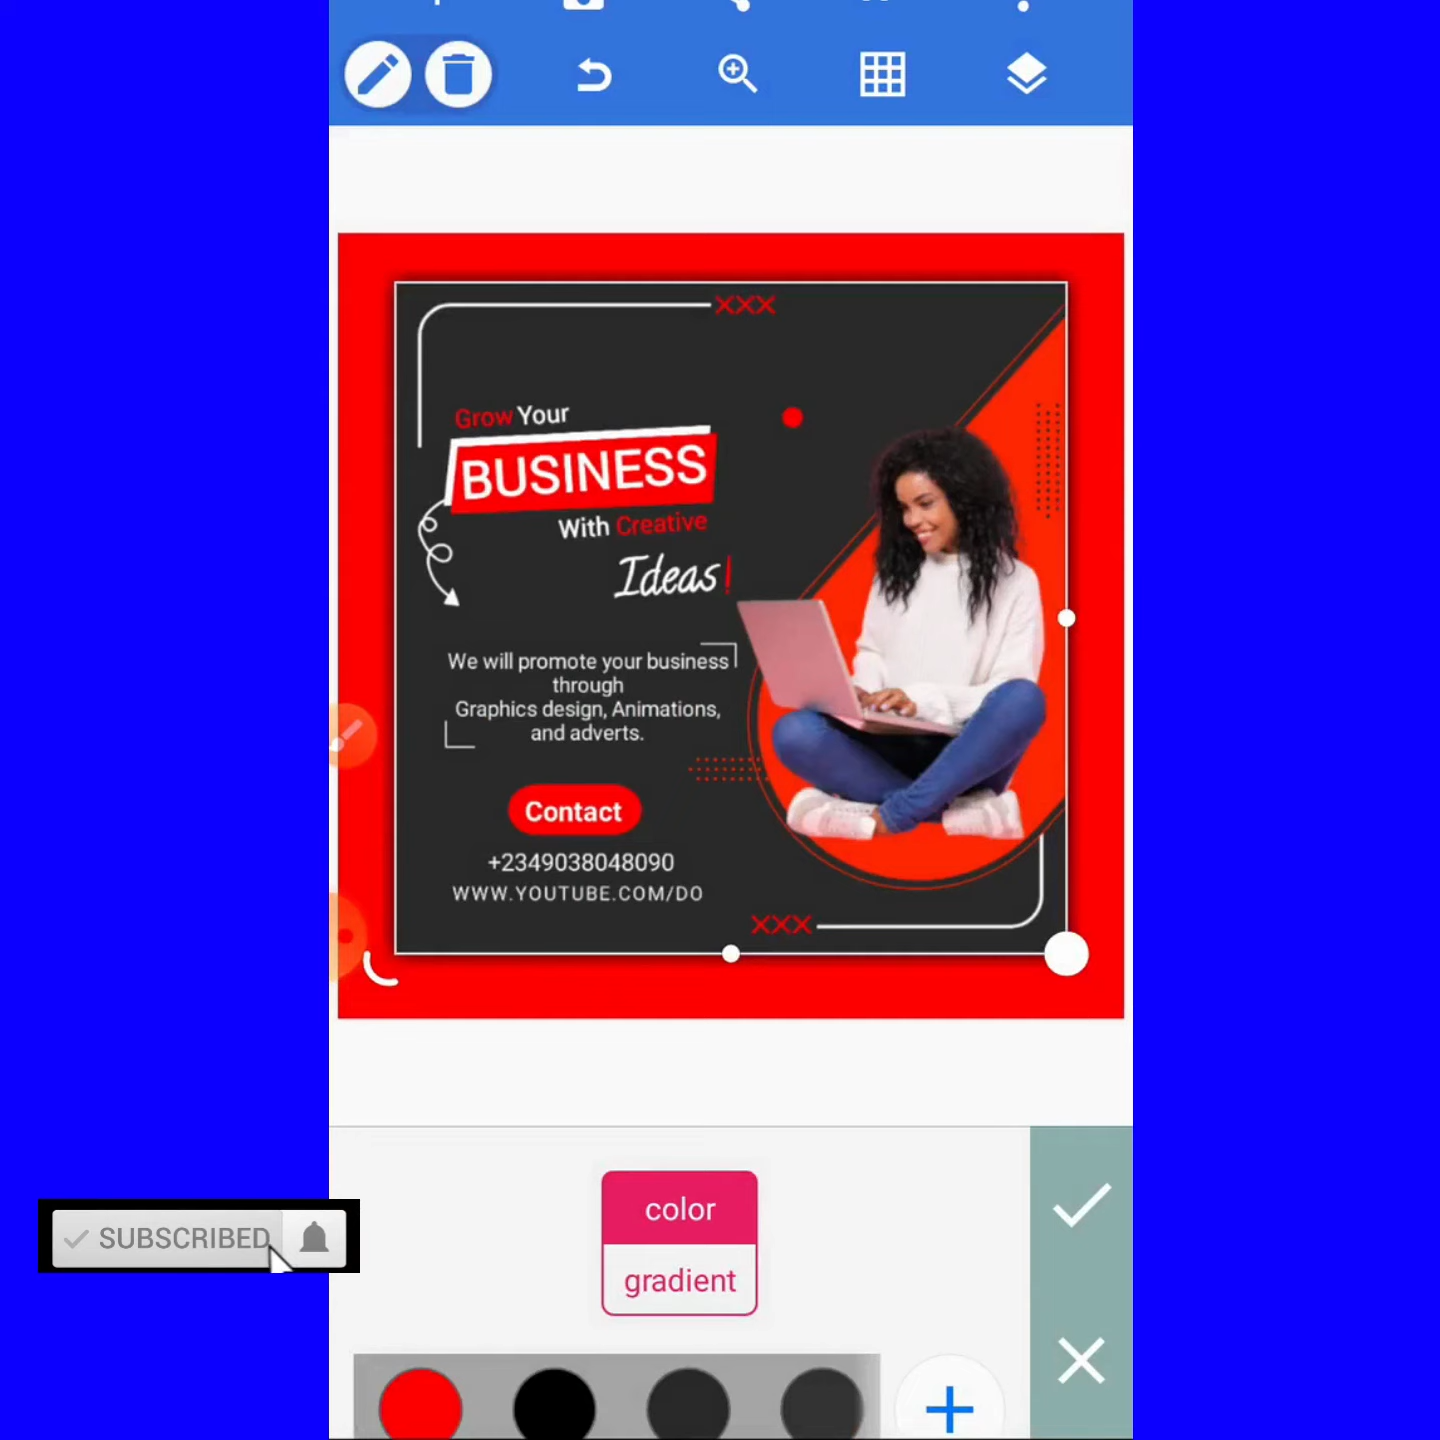 XXX
Grow Your
BUSINESS
With Creative
Ideas!
We will promote your business
through
Graphics design, Animations,
and adverts.
Contact
+2349038048090
WWW.YOUTUBE.COM/DO
XXX
color
SUBSCRIBED
gradient